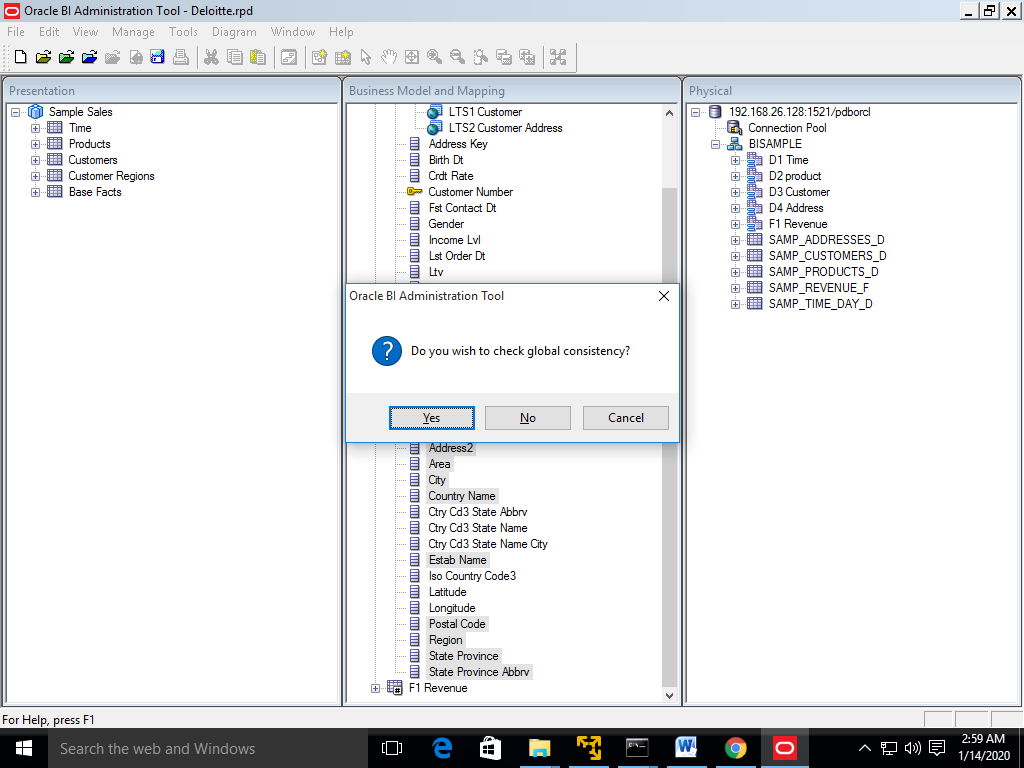 Oracle BI Administration Tool - Deloitte.rpd
File Edit View Manage Tools Diagram Window Help
Presentation
Sample Sales
Time
Products
Customers
Customer Regions
Base Facts
Business Model and Mapping
LTS1 Customer
LTS2 Customer Address
Address Key
Birth Dt
Crdt Rate
Customer Number
Fst Contact Dt
Gender
Income Lvl
Lst Order Dt
Ltv
Oracle BI Administration Tool
Do you wish to check global consistency?
Yes No Cancel
Address2
Area
City
Country Name
Ctry Cd3 State Abbrv
Ctry Cd3 State Name
Ctry Cd3 State Name City
Estab Name
Iso Country Code3
Latitude
Longitude
Postal Code
Region
State Province
State Province Abbrv
F1 Revenue
Physical
192.168.26.128:1521/pdborcl
Connection Pool
BISAMPLE
D1 Time
D2 product
D3 Customer
D4 Address
F1 Revenue
SAMP_ADDRESSES_D
SAMP_CUSTOMERS_D
SAMP_PRODUCTS_D
SAMP_REVENUE_F
SAMP_TIME_DAY_D
For Help, press F1
Search the web and Windows
2:59 AM
1/14/2020